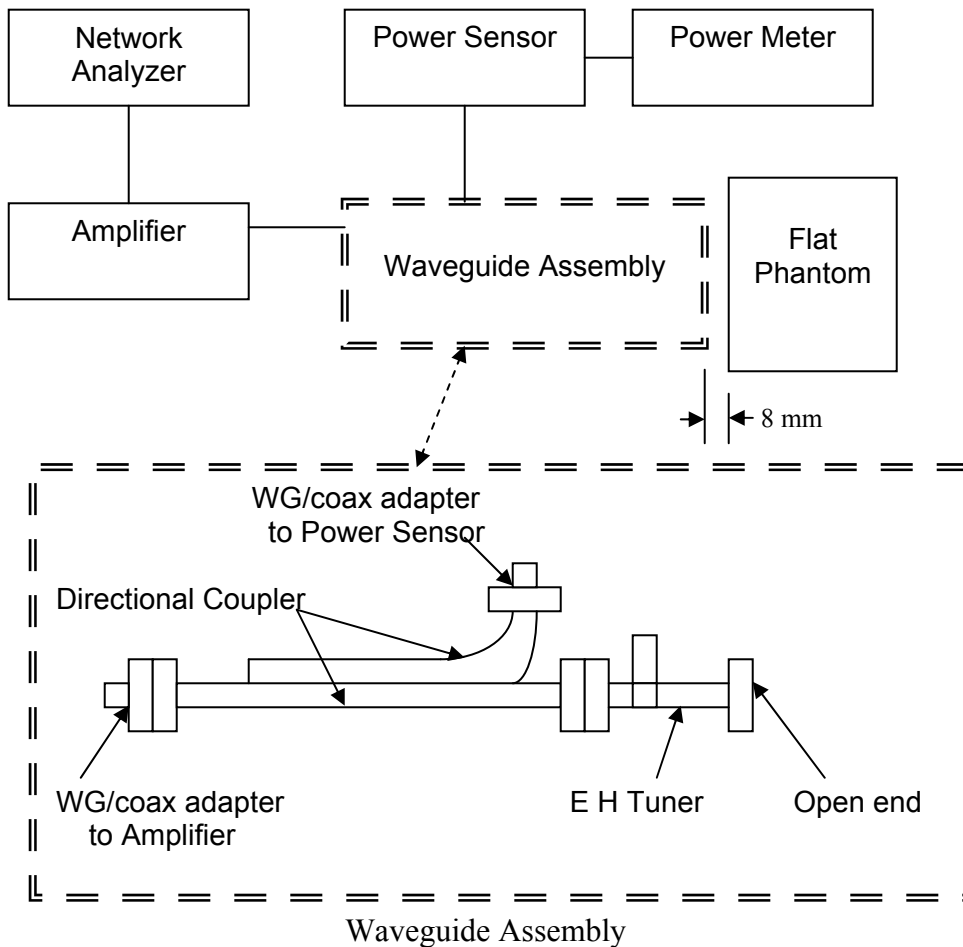 Network
Analyzer
Power Sensor
Power Meter
Amplifier
Waveguide Assembly
Flat
Phantom
8 mm
WG/coax adapter
to Power Sensor
Directional Coupler
WG/coax adapter
to Amplifier
E H Tuner
Open end
Waveguide Assembly